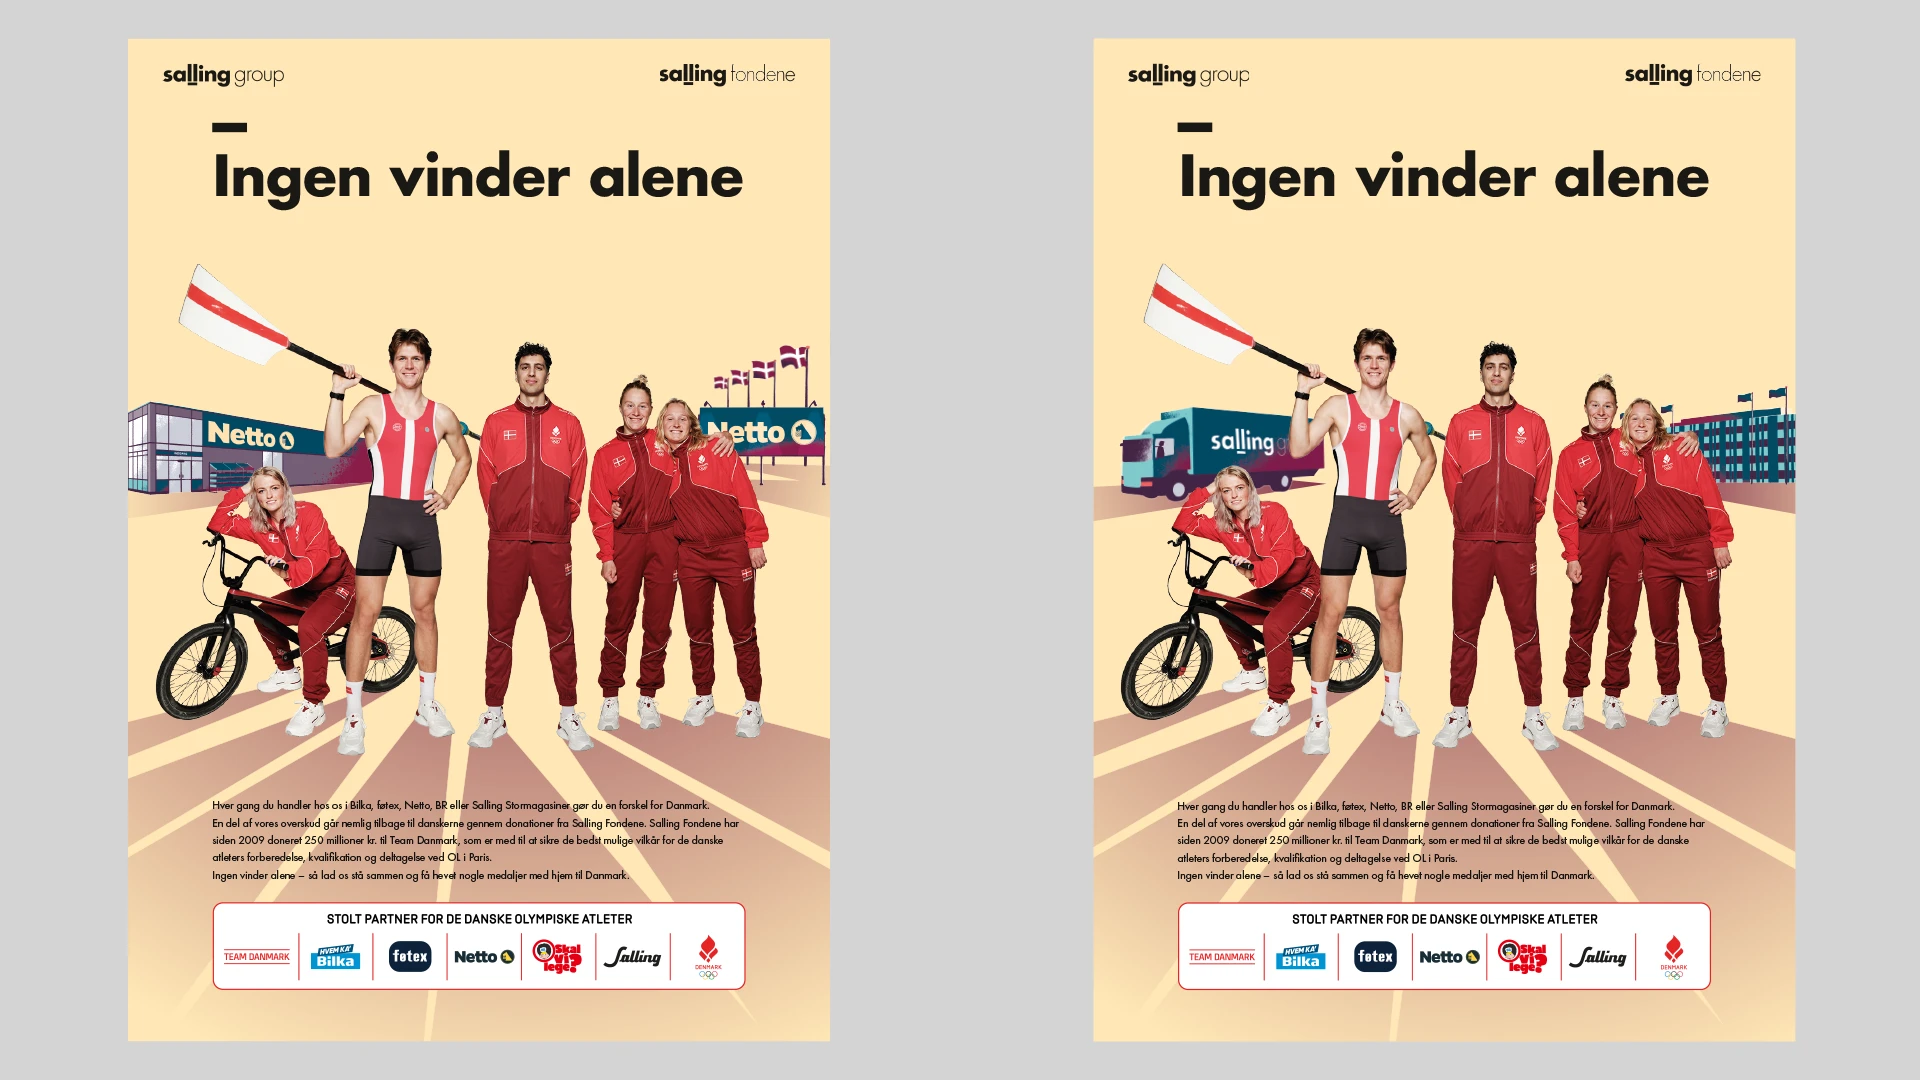 salling group
salling fondene
Ingen vinder alene
Netto
Netto
Hver gang du handler hos os i Bilka, føtex, Netto, BR eller Salling Stormagasiner gør du en forskel for Danmark.
En del af vores overskud går nemlig tilbage til danskerne gennem donationer fra Salling Fondene. Salling Fondene har
siden 2009 doneret 250 millioner kr. til Team Danmark, som er med til at sikre de bedst mulige vilkår for de danske
atleters forberedelse, kvalifikation og deltagelse ved OL i Paris.
Ingen vinder alene – så lad os stå sammen og få hevet nogle medaljer med hjem til Danmark.
STOLT PARTNER FOR DE DANSKE OLYMPISKE ATLETER
TEAM DANMARK
HVEM KA'
Bilka
føtex
Netto
Skal
vi
lege?
Salling
DENMARK
salling group
salling fondene
Ingen vinder alene
salling
Hver gang du handler hos os i Bilka, føtex, Netto, BR eller Salling Stormagasiner gør du en forskel for Danmark.
En del af vores overskud går nemlig tilbage til danskerne gennem donationer fra Salling Fondene. Salling Fondene har
siden 2009 doneret 250 millioner kr. til Team Danmark, som er med til at sikre de bedst mulige vilkår for de danske
atleters forberedelse, kvalifikation og deltagelse ved OL i Paris.
Ingen vinder alene – så lad os stå sammen og få hevet nogle medaljer med hjem til Danmark.
STOLT PARTNER FOR DE DANSKE OLYMPISKE ATLETER
TEAM DANMARK
HVEM KA'
Bilka
føtex
Netto
Skal
vi
lege?
Salling
DENMARK